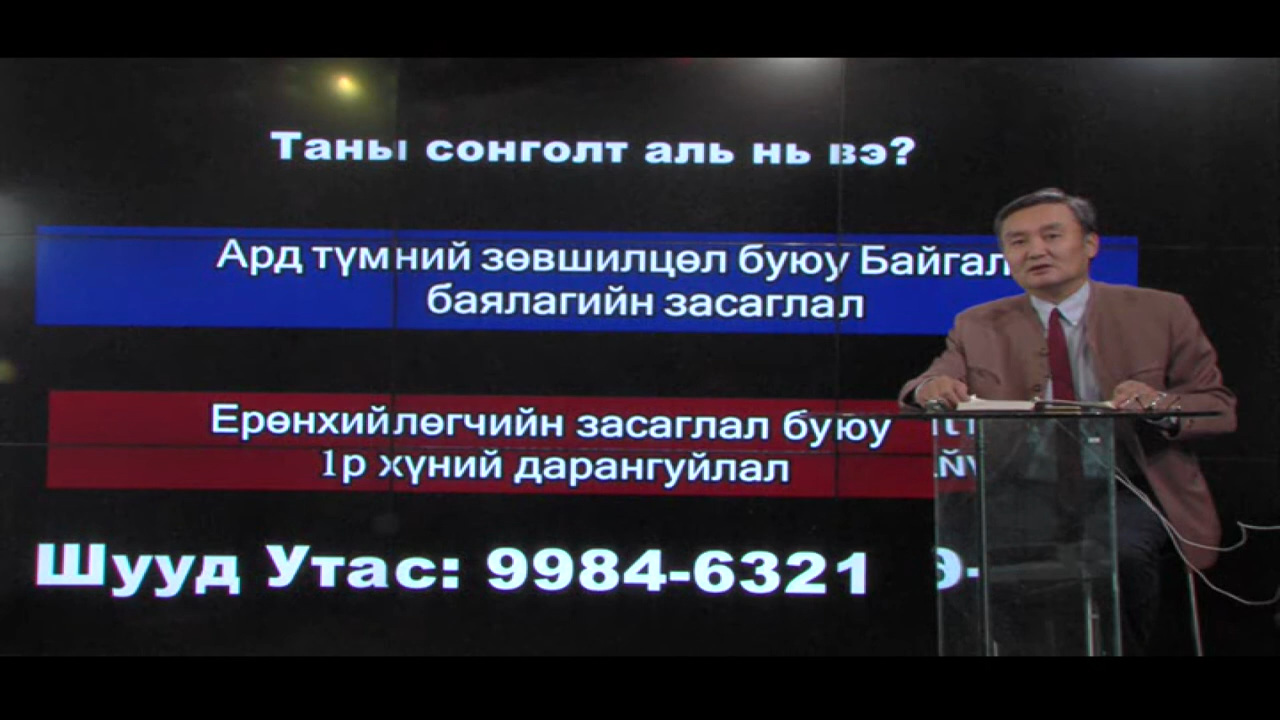 Таны сонголт аль нь вэ?
Ард түмний зөвшилцөл буюу Байгал
баялагийн засаглал
Ерөнхийлөгчийн засаглал буюу
1р хүний дарангуйлал
Шууд Утас: 9984-6321